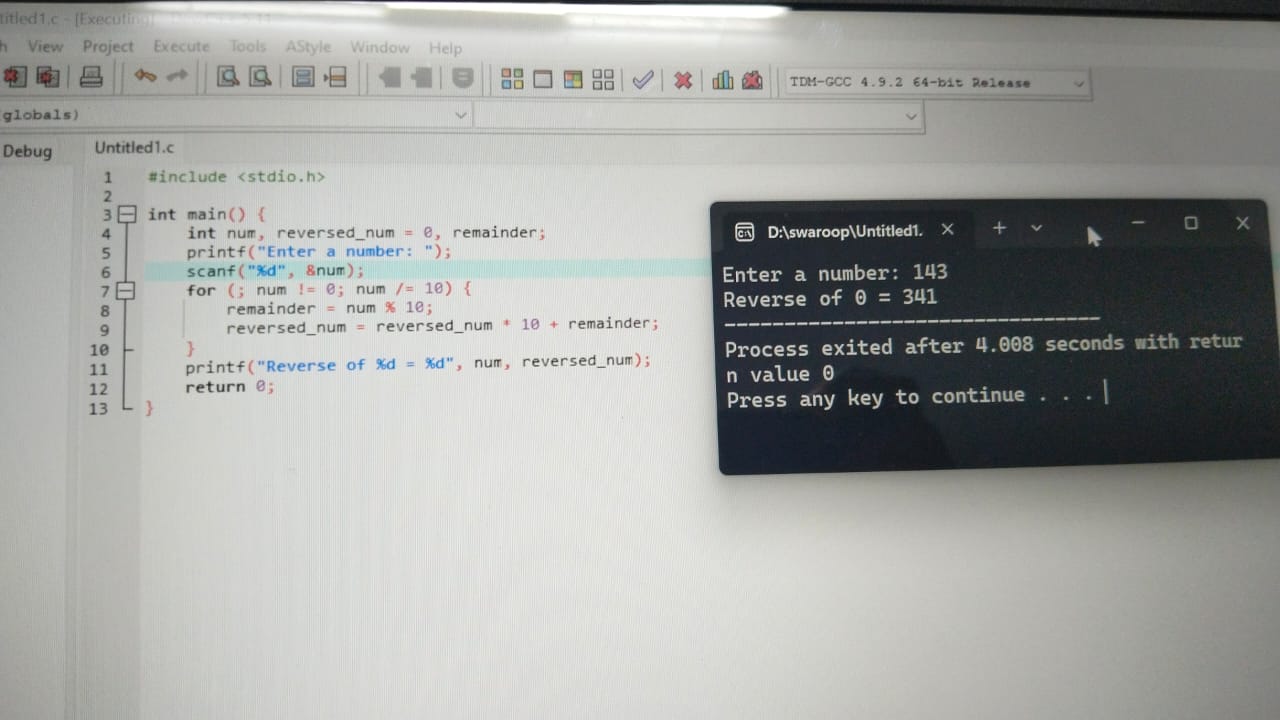 titled1.c - [Executing]
View Project Execute Tools AStyle Window Help
TDM-GCC 4.9.2 64-bit Release
globals)
Debug
Untitled1.c
1 #include <stdio.h>
2
3 int main() {
4 int num, reversed_num = 0, remainder;
5 printf("Enter a number: ");
6 scanf("%d", &num);
7 for (; num != 0; num /= 10) {
8 remainder = num % 10;
9 reversed_num = reversed_num * 10 + remainder;
10 }
11 printf("Reverse of %d = %d", num, reversed_num);
12 return 0;
13 }
D:\swaroop\Untitled1.
Enter a number: 143
Reverse of 0 = 341
--------------------------------
Process exited after 4.008 seconds with retur
n value 0
Press any key to continue . . .